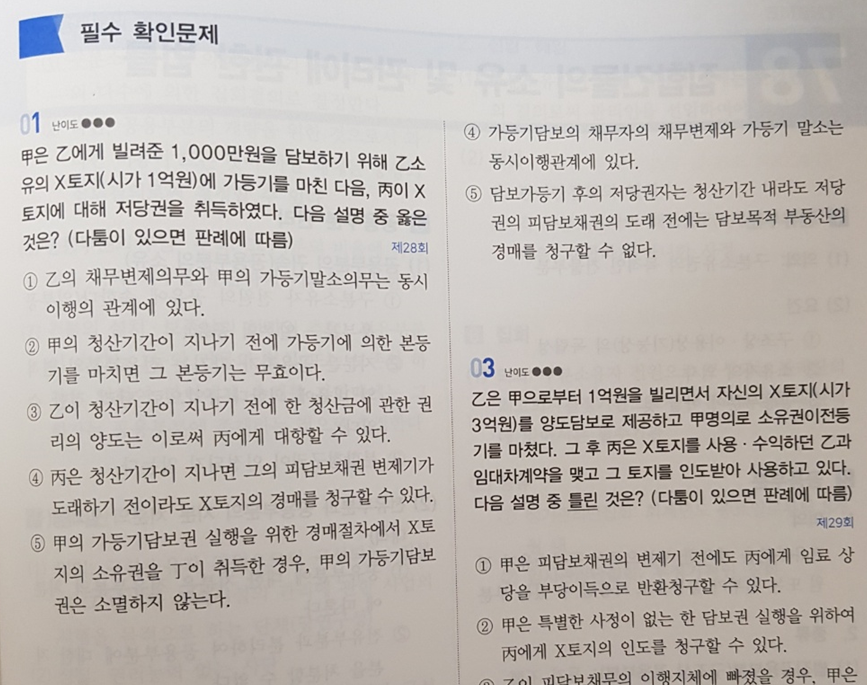 필수 확인문제
01 난이도 ●●●
甲은 乙에게 빌려준 1,000만원을 담보하기 위해 乙소
유의 X토지(시가 1억원)에 가등기를 마친 다음, 丙이 X
토지에 대해 저당권을 취득하였다. 다음 설명 중 옳은
것은? (다툼이 있으면 판례에 따름)
제28회
① 乙의 채무변제의무와 甲의 가등기말소의무는 동시
이행의 관계에 있다.
② 甲의 청산기간이 지나기 전에 가등기에 의한 본등
기를 마치면 그 본등기는 무효이다.
③ 乙이 청산기간이 지나기 전에 한 청산금에 관한 권
리의 양도는 이로써 丙에게 대항할 수 있다.
④ 丙은 청산기간이 지나면 그의 피담보채권 변제기가
도래하기 전이라도 X토지의 경매를 청구할 수 있다.
⑤ 甲의 가등기담보권 실행을 위한 경매절차에서 X토
지의 소유권을 丁이 취득한 경우, 甲의 가등기담보
권은 소멸하지 않는다.
④ 가등기담보의 채무자의 채무변제와 가등기 말소는
동시이행관계에 있다.
⑤ 담보가등기 후의 저당권자는 청산기간 내라도 저당
권의 피담보채권의 도래 전에는 담보목적 부동산의
경매를 청구할 수 없다.
03 난이도 ●●●
乙은 甲으로부터 1억원을 빌리면서 자신의 X토지(시가
3억원)를 양도담보로 제공하고 甲명의로 소유권이전등
기를 마쳤다. 그 후 丙은 X토지를 사용·수익하던 乙과
임대차계약을 맺고 그 토지를 인도받아 사용하고 있다.
다음 설명 중 틀린 것은? (다툼이 있으면 판례에 따름)
제29회
① 甲은 피담보채권의 변제기 전에도 丙에게 임료 상
당을 부당이득으로 반환청구할 수 있다.
② 甲은 특별한 사정이 없는 한 담보권 실행을 위하여
丙에게 X토지의 인도를 청구할 수 있다.
乙이 피담보채무의 이행지체에 빠졌을 경우, 甲은